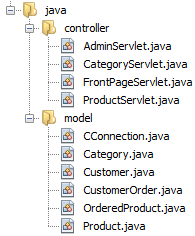 java
controller
AdminServlet.java
CategoryServlet.java
FrontPageServlet.java
ProductServlet.java
model
CConnection.java
Category.java
Customer.java
CustomerOrder.java
OrderedProduct.java
Product.java